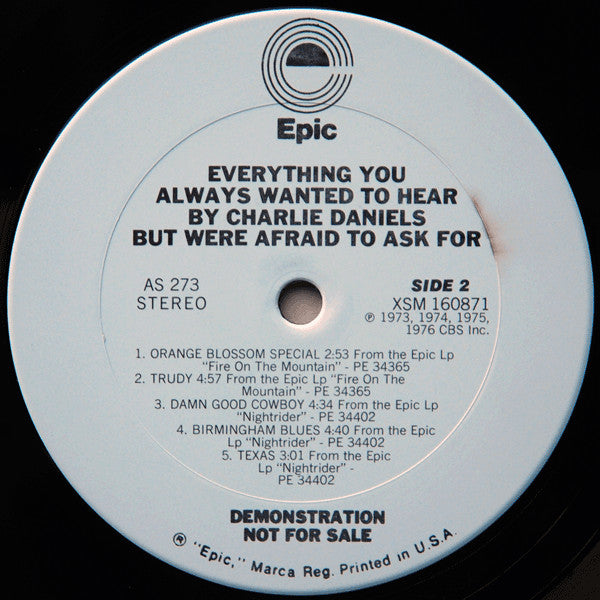 Epic
EVERYTHING YOU
ALWAYS WANTED TO HEAR
BY CHARLIE DANIELS
BUT WERE AFRAID TO ASK FOR
AS 273
STEREO
SIDE 2
XSM 160871
℗ 1973, 1974, 1975,
1976 CBS Inc.
1. ORANGE BLOSSOM SPECIAL 2:53 From the Epic Lp
"Fire On The Mountain" - PE 34365
2. TRUDY 4:57 From the Epic Lp "Fire On The
Mountain" - PE 34365
3. DAMN GOOD COWBOY 4:34 From the Epic Lp
"Nightrider" - PE 34402
4. BIRMINGHAM BLUES 4:40 From the Epic
Lp "Nightrider" - PE 34402
5. TEXAS 3:01 From the Epic
Lp "Nightrider" -
PE 34402
DEMONSTRATION
NOT FOR SALE
® "Epic," Marca Reg. Printed in U.S.A.